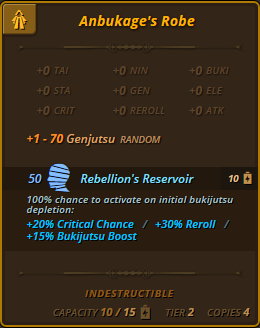 Anbukage's Robe
+0 TAI +0 NIN +0 BUKI
+0 STA +0 GEN +0 ELE
+0 CRIT +0 REROLL +0 ATK
+1 - 70 Genjutsu RANDOM
50 Rebellion's Reservoir 10
100% chance to activate on initial bukijutsu
depletion:
+20% Critical Chance / +30% Reroll /
+15% Bukijutsu Boost
INDESTRUCTIBLE
CAPACITY 10 / 15 TIER 2 COPIES 4